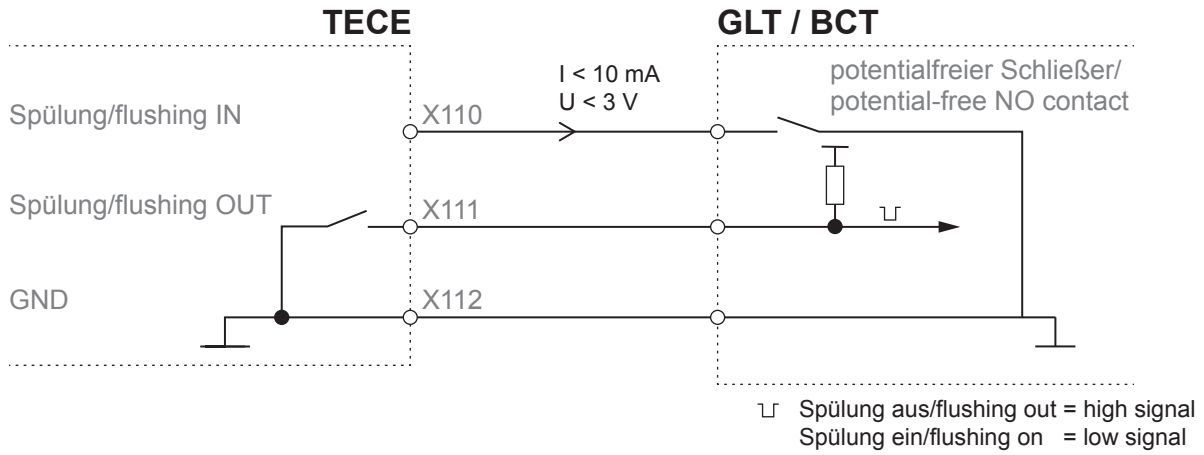 TECE
GLT / BCT
I < 10 mA
U < 3 V
potentialfreier Schließer/
potential-free NO contact
Spülung/flushing IN
X110
Spülung/flushing OUT
X111
GND
X112
Spülung aus/flushing out = high signal
Spülung ein/flushing on = low signal